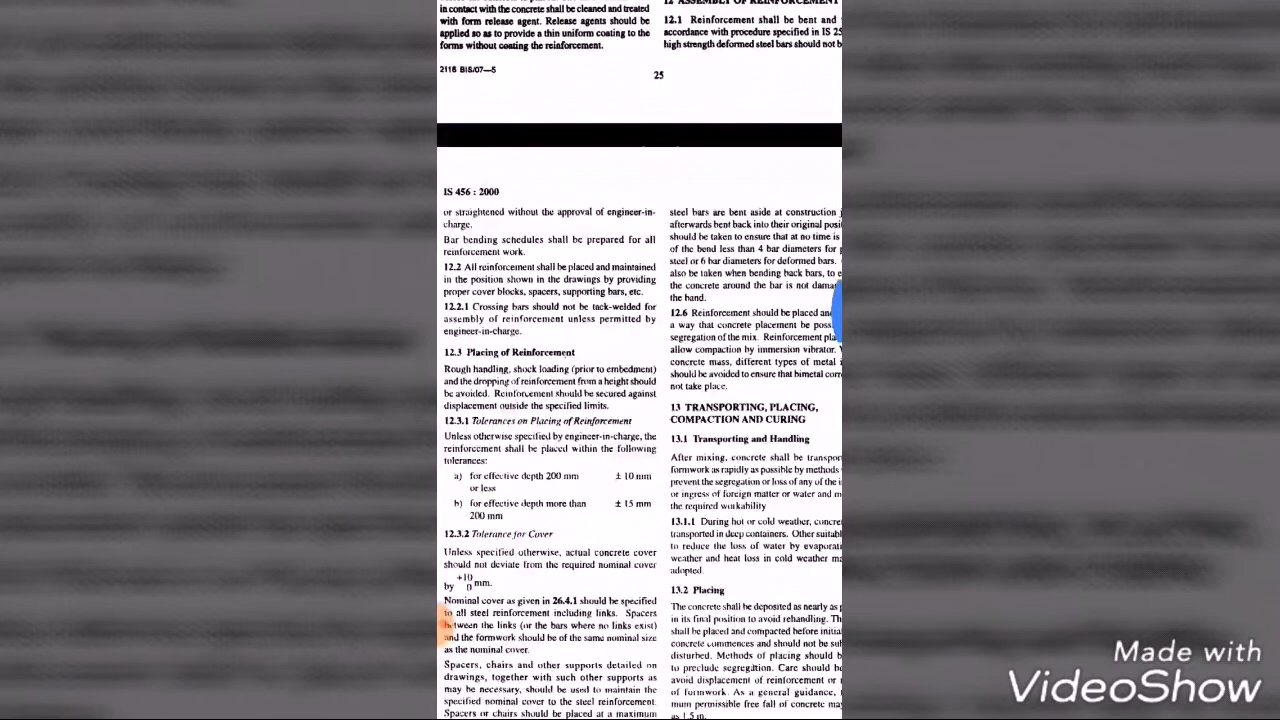 in contact with the concrete shall be cleaned and treated
with form release agent. Release agents should be
applied so as to provide a thin uniform coating to the
forms without coating the reinforcement.
2116 BIS/07—5
12 ASSEMBLY OF REINFORCEMENT
12.1 Reinforcement shall be bent and
accordance with procedure specified in IS 25
high strength deformed steel bars should not b
25
IS 456 : 2000
or straightened without the approval of engineer-in-
charge.
Bar bending schedules shall be prepared for all
reinforcement work.
12.2 All reinforcement shall be placed and maintained
in the position shown in the drawings by providing
proper cover blocks, spacers, supporting bars, etc.
12.2.1 Crossing bars should not be tack-welded for
assembly of reinforcement unless permitted by
engineer-in-charge.
12.3 Placing of Reinforcement
Rough handling, shock loading (prior to embedment)
and the dropping of reinforcement from a height should
be avoided. Reinforcement should be secured against
displacement outside the specified limits.
12.3.1 Tolerances on Placing of Reinforcement
Unless otherwise specified by engineer-in-charge, the
reinforcement shall be placed within the following
tolerances:
a) for effective depth 200 mm ± 10 mm
or less
b) for effective depth more than ± 15 mm
200 mm
12.3.2 Tolerance for Cover
Unless specified otherwise, actual concrete cover
should not deviate from the required nominal cover
by +10 0 mm.
Nominal cover as given in 26.4.1 should be specified
to all steel reinforcement including links. Spacers
between the links (or the bars where no links exist)
and the formwork should be of the same nominal size
as the nominal cover.
Spacers, chairs and other supports detailed on
drawings, together with such other supports as
may be necessary, should be used to maintain the
specified nominal cover to the steel reinforcement.
Spacers or chairs should be placed at a maximum
steel bars are bent aside at construction j
afterwards bent back into their original posit
should be taken to ensure that at no time is
of the bend less than 4 bar diameters for p
steel or 6 bar diameters for deformed bars.
also be taken when bending back bars, to e
the concrete around the bar is not dama
the band.
12.6 Reinforcement should be placed and
a way that concrete placement be poss
segregation of the mix. Reinforcement pla
allow compaction by immersion vibrator. W
concrete mass, different types of metal i
should be avoided to ensure that bimetal corr
not take place.
13 TRANSPORTING, PLACING,
COMPACTION AND CURING
13.1 Transporting and Handling
After mixing, concrete shall be transpor
formwork as rapidly as possible by methods
prevent the segregation or loss of any of the i
or ingress of foreign matter or water and m
the required workability
13.1.1 During hot or cold weather, concre
transported in deep containers. Other suitabl
to reduce the loss of water by evaporati
weather and heat loss in cold weather ma
adopted.
13.2 Placing
The concrete shall be deposited as nearly as p
in its final position to avoid rehandling. Th
shall be placed and compacted before initia
concrete commences and should not be sub
disturbed. Methods of placing should b
to preclude segregation. Care should be
avoid displacement of reinforcement or
of formwork. As a general guidance,
mum permissible free fall of concrete may
as 1.5 m.
Made with
VideoShow